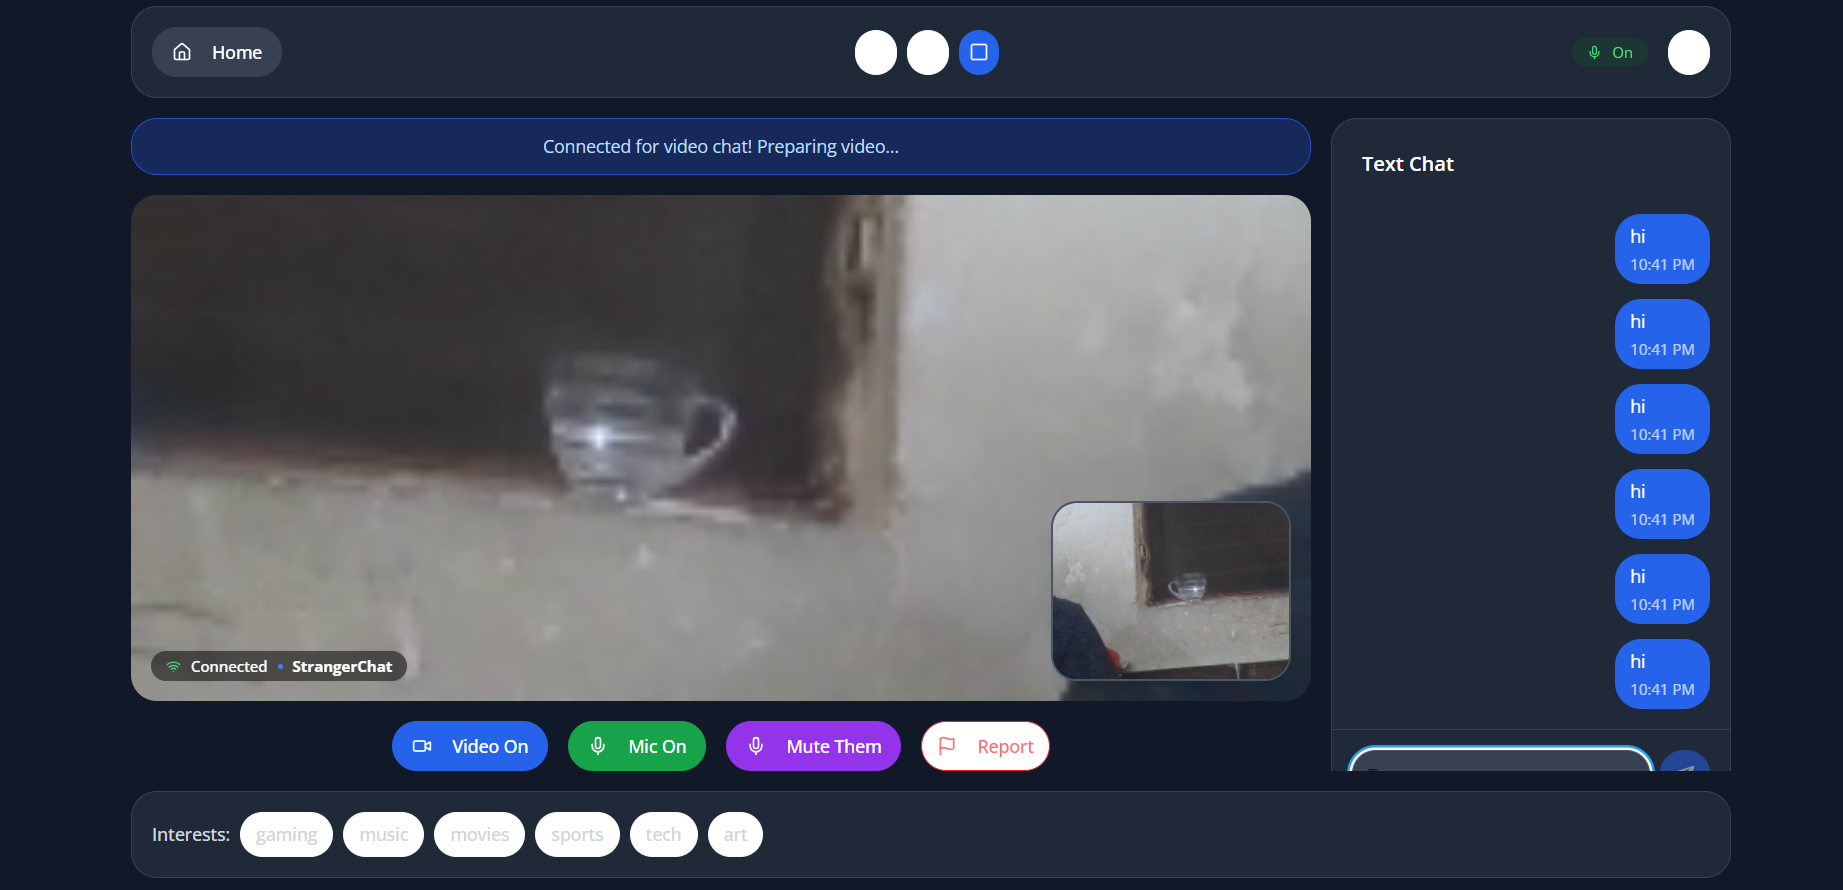 Home
On
Connected for video chat! Preparing video...
Text Chat
hi
10:41 PM
hi
10:41 PM
hi
10:41 PM
hi
10:41 PM
hi
10:41 PM
hi
10:41 PM
Connected • StrangerChat
Video On
Mic On
Mute Them
Report
Interests: gaming music movies sports tech art